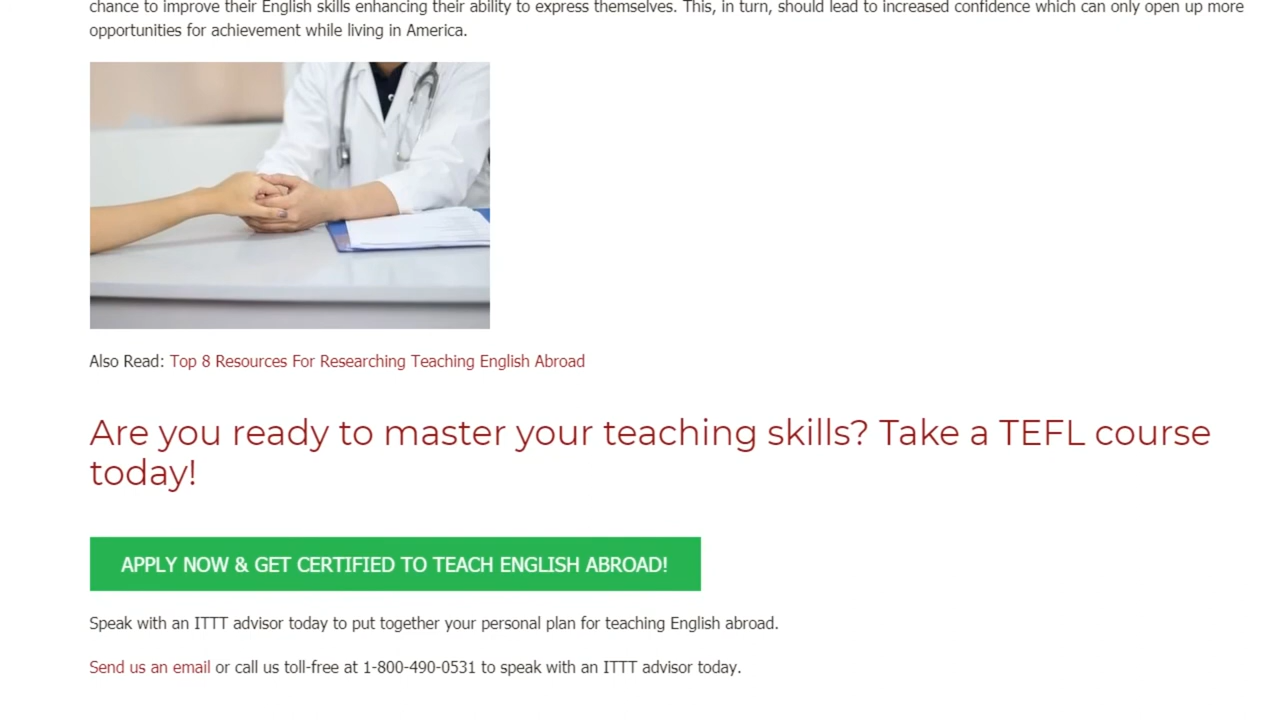 chance to improve their English skills enhancing their ability to express themselves. This, in turn, should lead to increased confidence which can only open up more
opportunities for achievement while living in America.
Also Read: Top 8 Resources For Researching Teaching English Abroad
Are you ready to master your teaching skills? Take a TEFL course
today!
APPLY NOW & GET CERTIFIED TO TEACH ENGLISH ABROAD!
Speak with an ITTT advisor today to put together your personal plan for teaching English abroad.
Send us an email or call us toll-free at 1-800-490-0531 to speak with an ITTT advisor today.